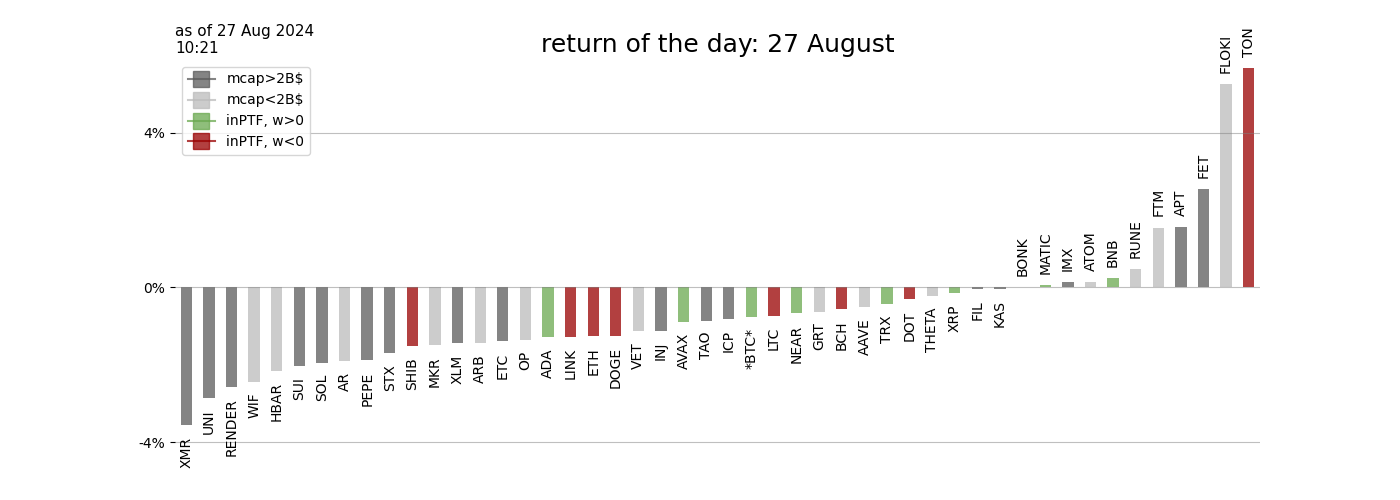 as of 27 Aug 2024
10:21
return of the day: 27 August
mcap>2B$
mcap<2B$
inPTF, w>0
inPTF, w<0
4%
0%
-4%
XMR
UNI
RENDER
WIF
HBAR
SUI
SOL
AR
PEPE
STX
SHIB
MKR
XLM
ARB
ETC
OP
ADA
LINK
ETH
DOGE
VET
INJ
AVAX
TAO
ICP
*BTC*
LTC
NEAR
GRT
BCH
AAVE
TRX
DOT
THETA
XRP
FIL
KAS
BONK
MATIC
IMX
ATOM
BNB
RUNE
FTM
APT
FET
FLOKI
TON